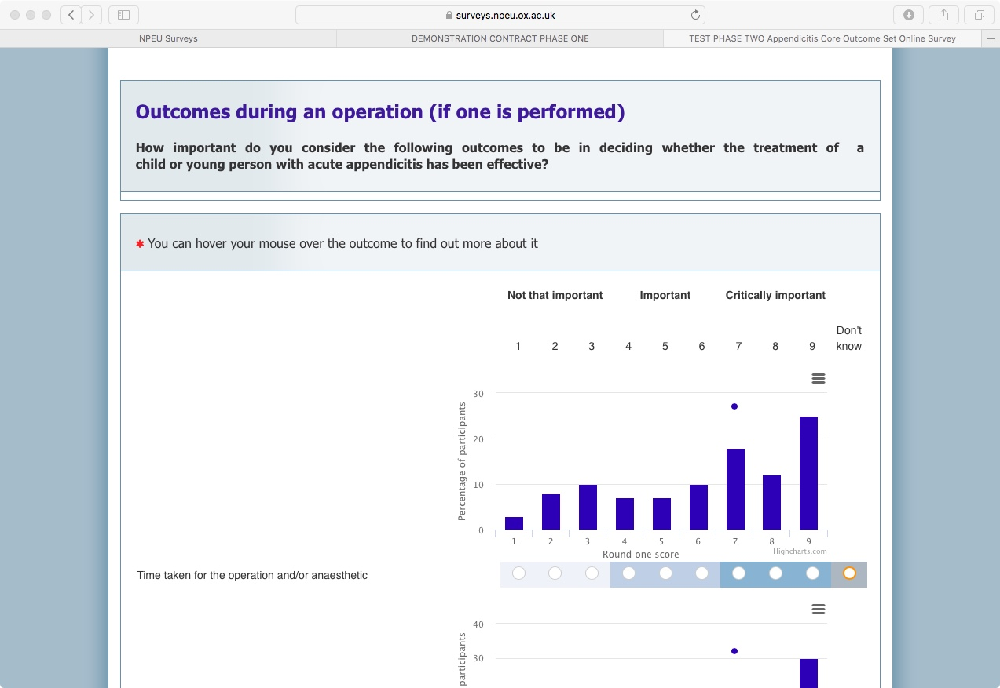 surveys.npeu.ox.ac.uk
NPEU Surveys
DEMONSTRATION CONTRACT PHASE ONE
TEST PHASE TWO Appendicitis Core Outcome Set Online Survey
Outcomes during an operation (if one is performed)
How important do you consider the following outcomes to be in deciding whether the treatment of a
child or young person with acute appendicitis has been effective?
* You can hover your mouse over the outcome to find out more about it
Not that important Important Critically important
Don't
1 2 3 4 5 6 7 8 9 know
30
20
10
0
Percentage of participants
1 2 3 4 5 6 7 8 9
Round one score
Highcharts.com
Time taken for the operation and/or anaesthetic
40
30
participants